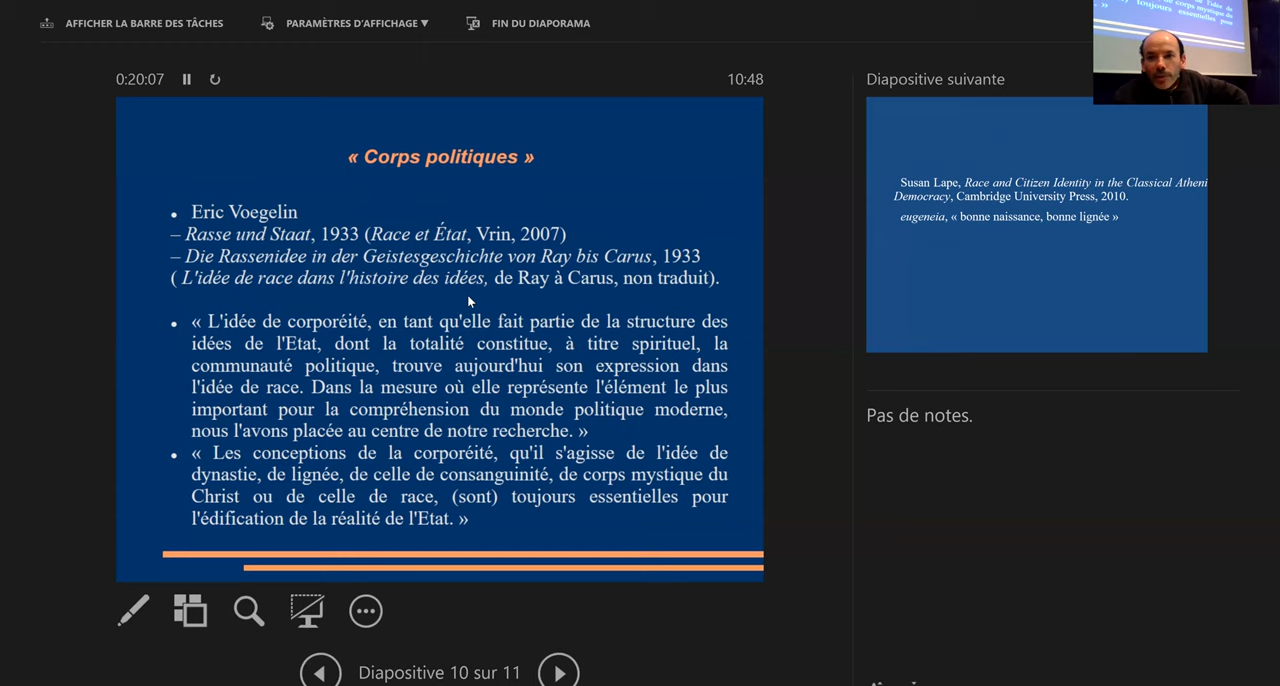 AFFICHER LA BARRE DES TÂCHES
PARAMÈTRES D'AFFICHAGE ▼
FIN DU DIAPORAMA
0:20:07
10:48
« Corps politiques »
• Eric Voegelin
– Rasse und Staat, 1933 (Race et État, Vrin, 2007)
– Die Rassenidee in der Geistesgeschichte von Ray bis Carus, 1933
( L'idée de race dans l'histoire des idées, de Ray à Carus, non traduit).
• « L'idée de corporéité, en tant qu'elle fait partie de la structure des
idées de l'Etat, dont la totalité constitue, à titre spirituel, la
communauté politique, trouve aujourd'hui son expression dans
l'idée de race. Dans la mesure où elle représente l'élément le plus
important pour la compréhension du monde politique moderne,
nous l'avons placée au centre de notre recherche. »
• « Les conceptions de la corporéité, qu'il s'agisse de l'idée de
dynastie, de lignée, de celle de consanguinité, de corps mystique du
Christ ou de celle de race, (sont) toujours essentielles pour
l'édification de la réalité de l'Etat. »
Diapositive 10 sur 11
Diapositive suivante
Susan Lape, Race and Citizen Identity in the Classical Atheni
Democracy, Cambridge University Press, 2010.
eugeneia, « bonne naissance, bonne lignée »
Pas de notes.
l'idée de
de corps mystique du
toujours essentielles pour